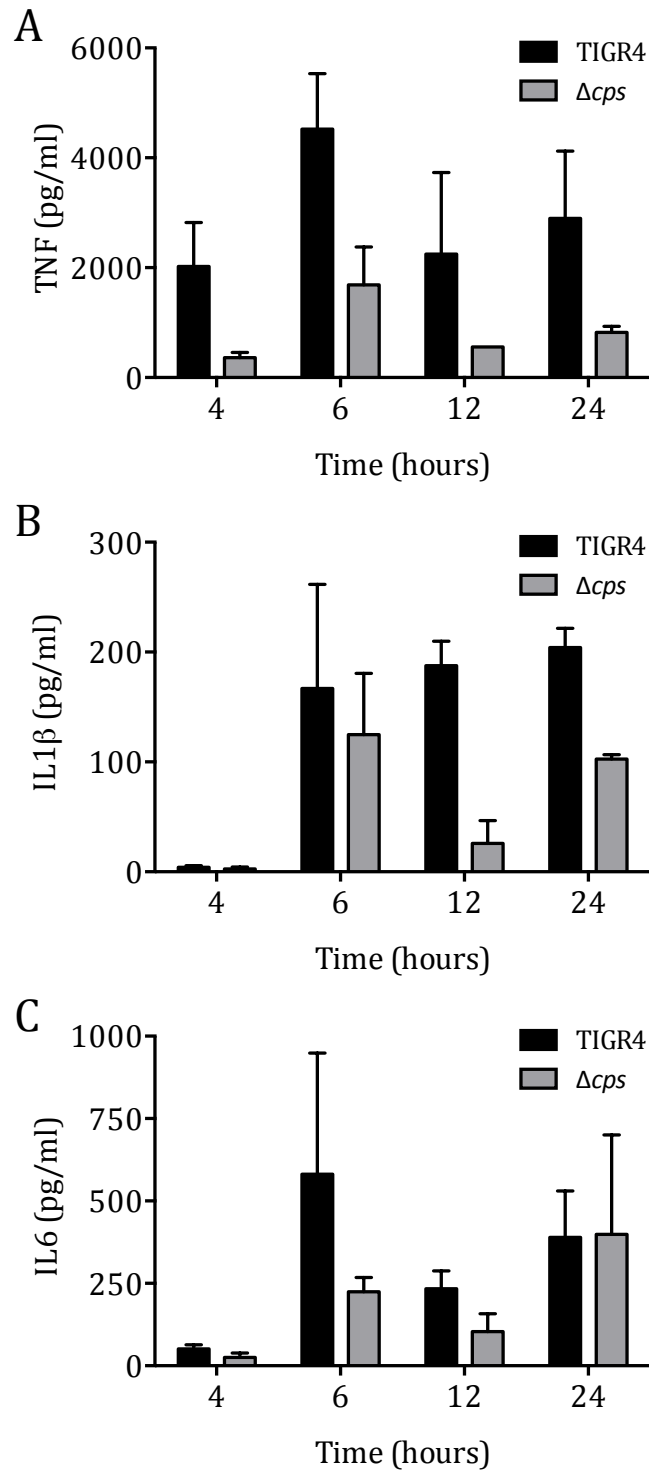 A
TIGR4
Δcps
6000
4000
2000
0
TNF (pg/ml)
4 6 12 24
Time (hours)
B
TIGR4
Δcps
300
200
100
0
IL1β (pg/ml)
4 6 12 24
Time (hours)
C
TIGR4
Δcps
1000
750
500
250
0
IL6 (pg/ml)
4 6 12 24
Time (hours)